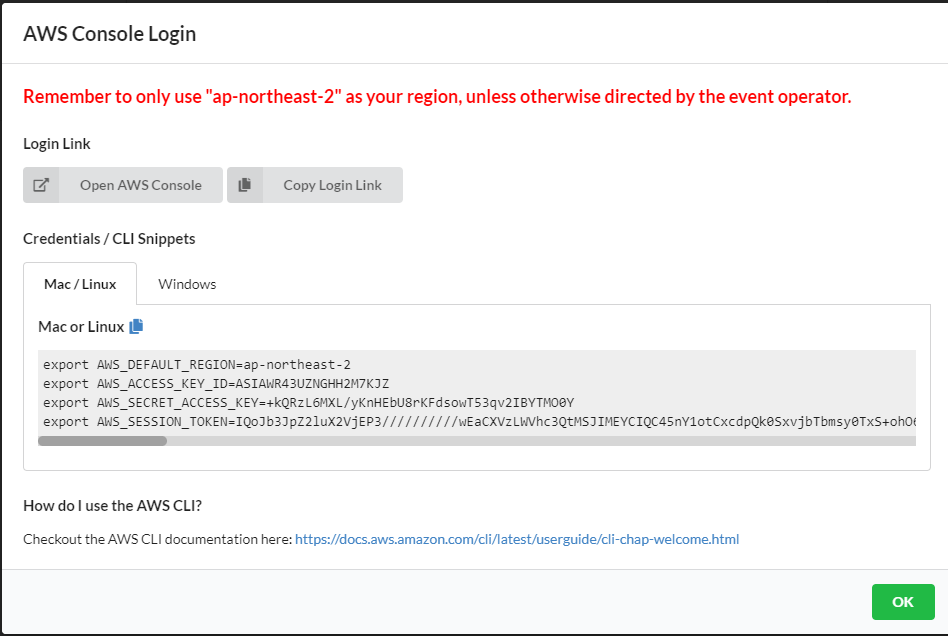 AWS Console Login
Remember to only use "ap-northeast-2" as your region, unless otherwise directed by the event operator.
Login Link
Open AWS Console
Copy Login Link
Credentials / CLI Snippets
Mac / Linux
Windows
Mac or Linux
export AWS_DEFAULT_REGION=ap-northeast-2
export AWS_ACCESS_KEY_ID=ASIAWR43UZNGHH2M7KJZ
export AWS_SECRET_ACCESS_KEY=+kQRzL6MXL/yKnHEbU8rKFdsowT53qv2IBYTMO0Y
export AWS_SESSION_TOKEN=IQoJb3JpZ2luX2VjEP3//////////wEaCXVzLWVhc3QtMSJIMEYCIQC45nY1otCxcdpQk0SxvjbTbmsy0TxS+ohO6
How do I use the AWS CLI?
Checkout the AWS CLI documentation here: https://docs.aws.amazon.com/cli/latest/userguide/cli-chap-welcome.html
OK